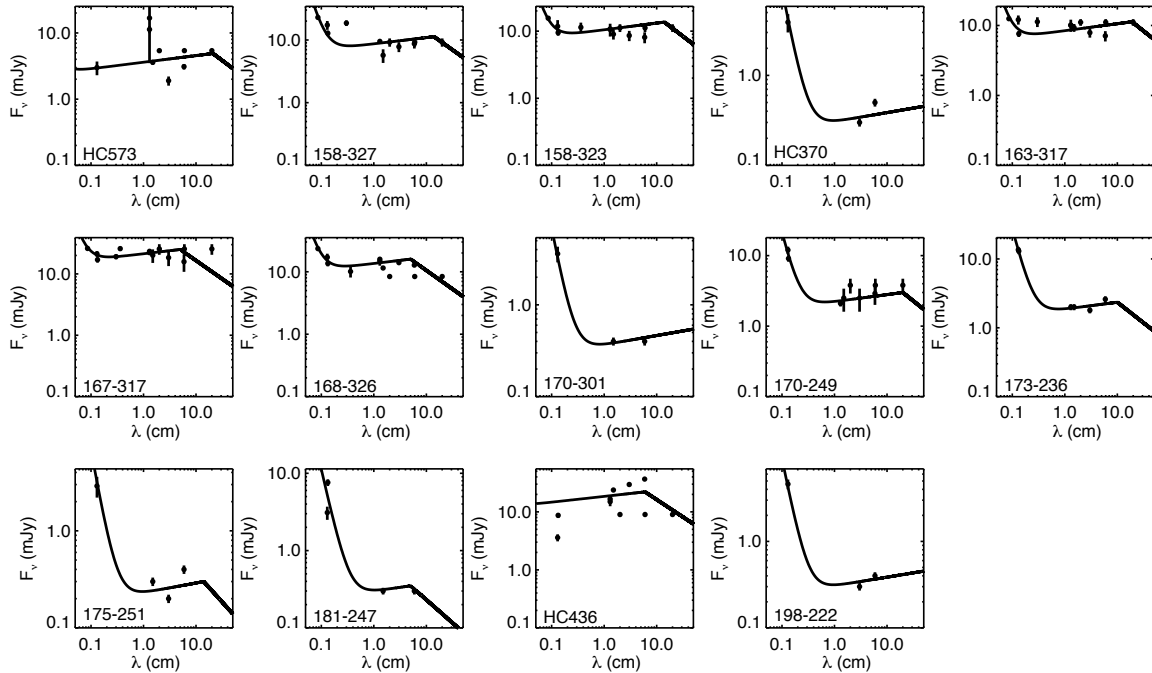 F_ν (mJy) 1.0 0.1 HC573 0.1 1.0 10.0 λ (cm)
F_ν (mJy) 10.0 1.0 0.1 158-327 0.1 1.0 10.0 λ (cm)
F_ν (mJy) 10.0 1.0 0.1 158-323 0.1 1.0 10.0 λ (cm)
F_ν (mJy) 1.0 0.1 HC370 0.1 1.0 10.0 λ (cm)
F_ν (mJy) 10.0 1.0 0.1 163-317 0.1 1.0 10.0 λ (cm)
F_ν (mJy) 10.0 1.0 0.1 167-317 0.1 1.0 10.0 λ (cm)
F_ν (mJy) 10.0 1.0 0.1 168-326 0.1 1.0 10.0 λ (cm)
F_ν (mJy) 1.0 0.1 170-301 0.1 1.0 10.0 λ (cm)
F_ν (mJy) 10.0 1.0 0.1 170-249 0.1 1.0 10.0 λ (cm)
F_ν (mJy) 10.0 1.0 0.1 173-236 0.1 1.0 10.0 λ (cm)
F_ν (mJy) 1.0 0.1 175-251 0.1 1.0 10.0 λ (cm)
F_ν (mJy) 10.0 1.0 0.1 181-247 0.1 1.0 10.0 λ (cm)
F_ν (mJy) 10.0 1.0 0.1 HC436 0.1 1.0 10.0 λ (cm)
F_ν (mJy) 1.0 0.1 198-222 0.1 1.0 10.0 λ (cm)